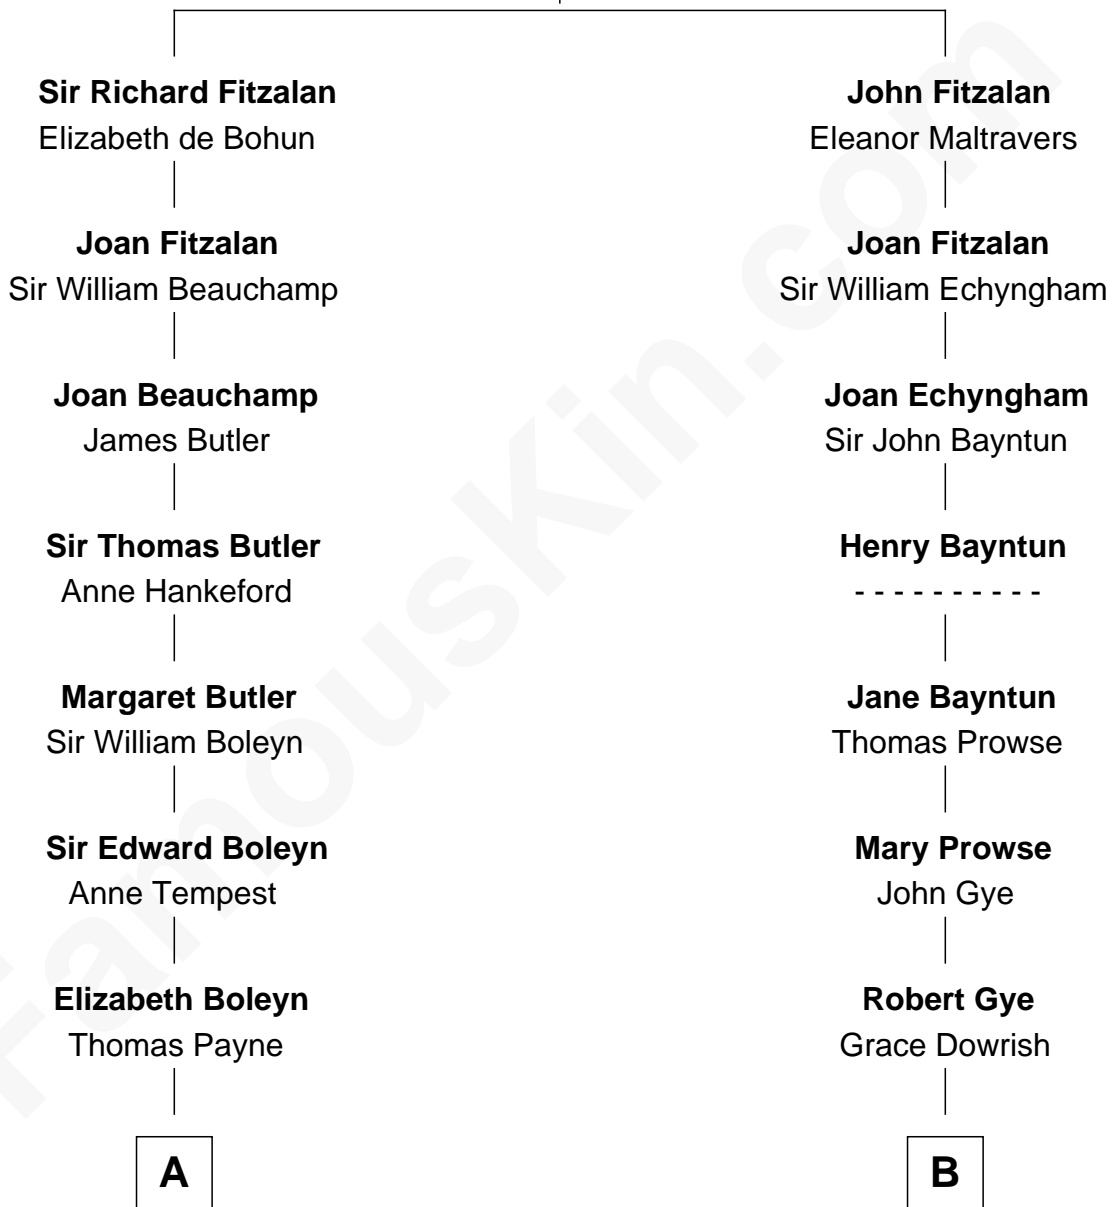 Sir Richard Fitzalan
Elizabeth de Bohun
Joan Fitzalan
Sir William Beauchamp
Joan Beauchamp
James Butler
Sir Thomas Butler
Anne Hankeford
Margaret Butler
Sir William Boleyn
Sir Edward Boleyn
Anne Tempest
Elizabeth Boleyn
Thomas Payne
A
John Fitzalan
Eleanor Maltravers
Joan Fitzalan
Sir William Echyngham
Joan Echyngham
Sir John Bayntun
Henry Bayntun
- - - - - - - - - -
Jane Bayntun
Thomas Prowse
Mary Prowse
John Gye
Robert Gye
Grace Dowrish
B
FamousKin.com